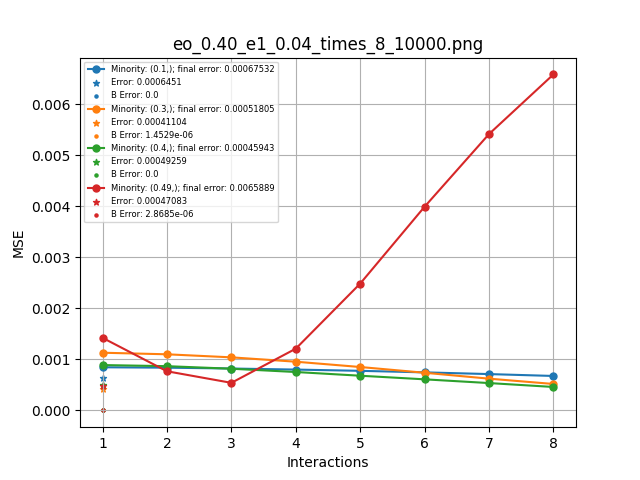 eo_0.40_e1_0.04_times_8_10000.png
Minority: (0.1,); final error: 0.00067532
Error: 0.0006451
B Error: 0.0
Minority: (0.3,); final error: 0.00051805
Error: 0.00041104
B Error: 1.4529e-06
Minority: (0.4,); final error: 0.00045943
Error: 0.00049259
B Error: 0.0
Minority: (0.49,); final error: 0.0065889
Error: 0.00047083
B Error: 2.8685e-06
0.006
0.005
0.004
0.003
0.002
0.001
0.000
MSE
1 2 3 4 5 6 7 8
Interactions